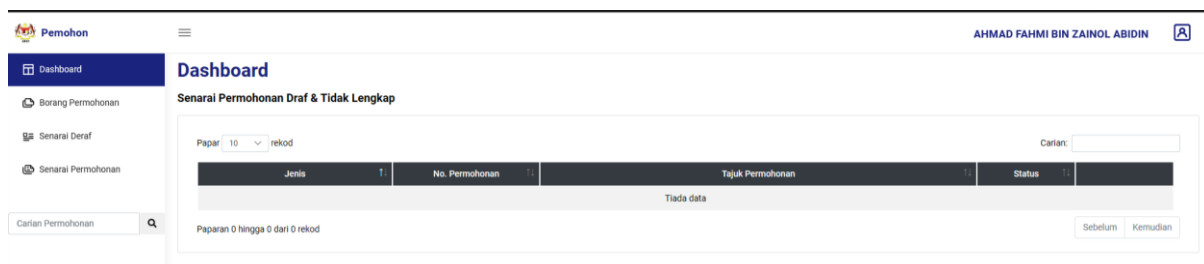 Pemohon
AHMAD FAHMI BIN ZAINOL ABIDIN
Dashboard
Borang Permohonan
Senarai Deraf
Senarai Permohonan
Carian Permohonan
Dashboard
Senarai Permohonan Draf & Tidak Lengkap
Papar 10 rekod
Carian:
Jenis No. Permohonan Tajuk Permohonan Status
Tiada data
Paparan 0 hingga 0 dari 0 rekod
Sebelum Kemudian